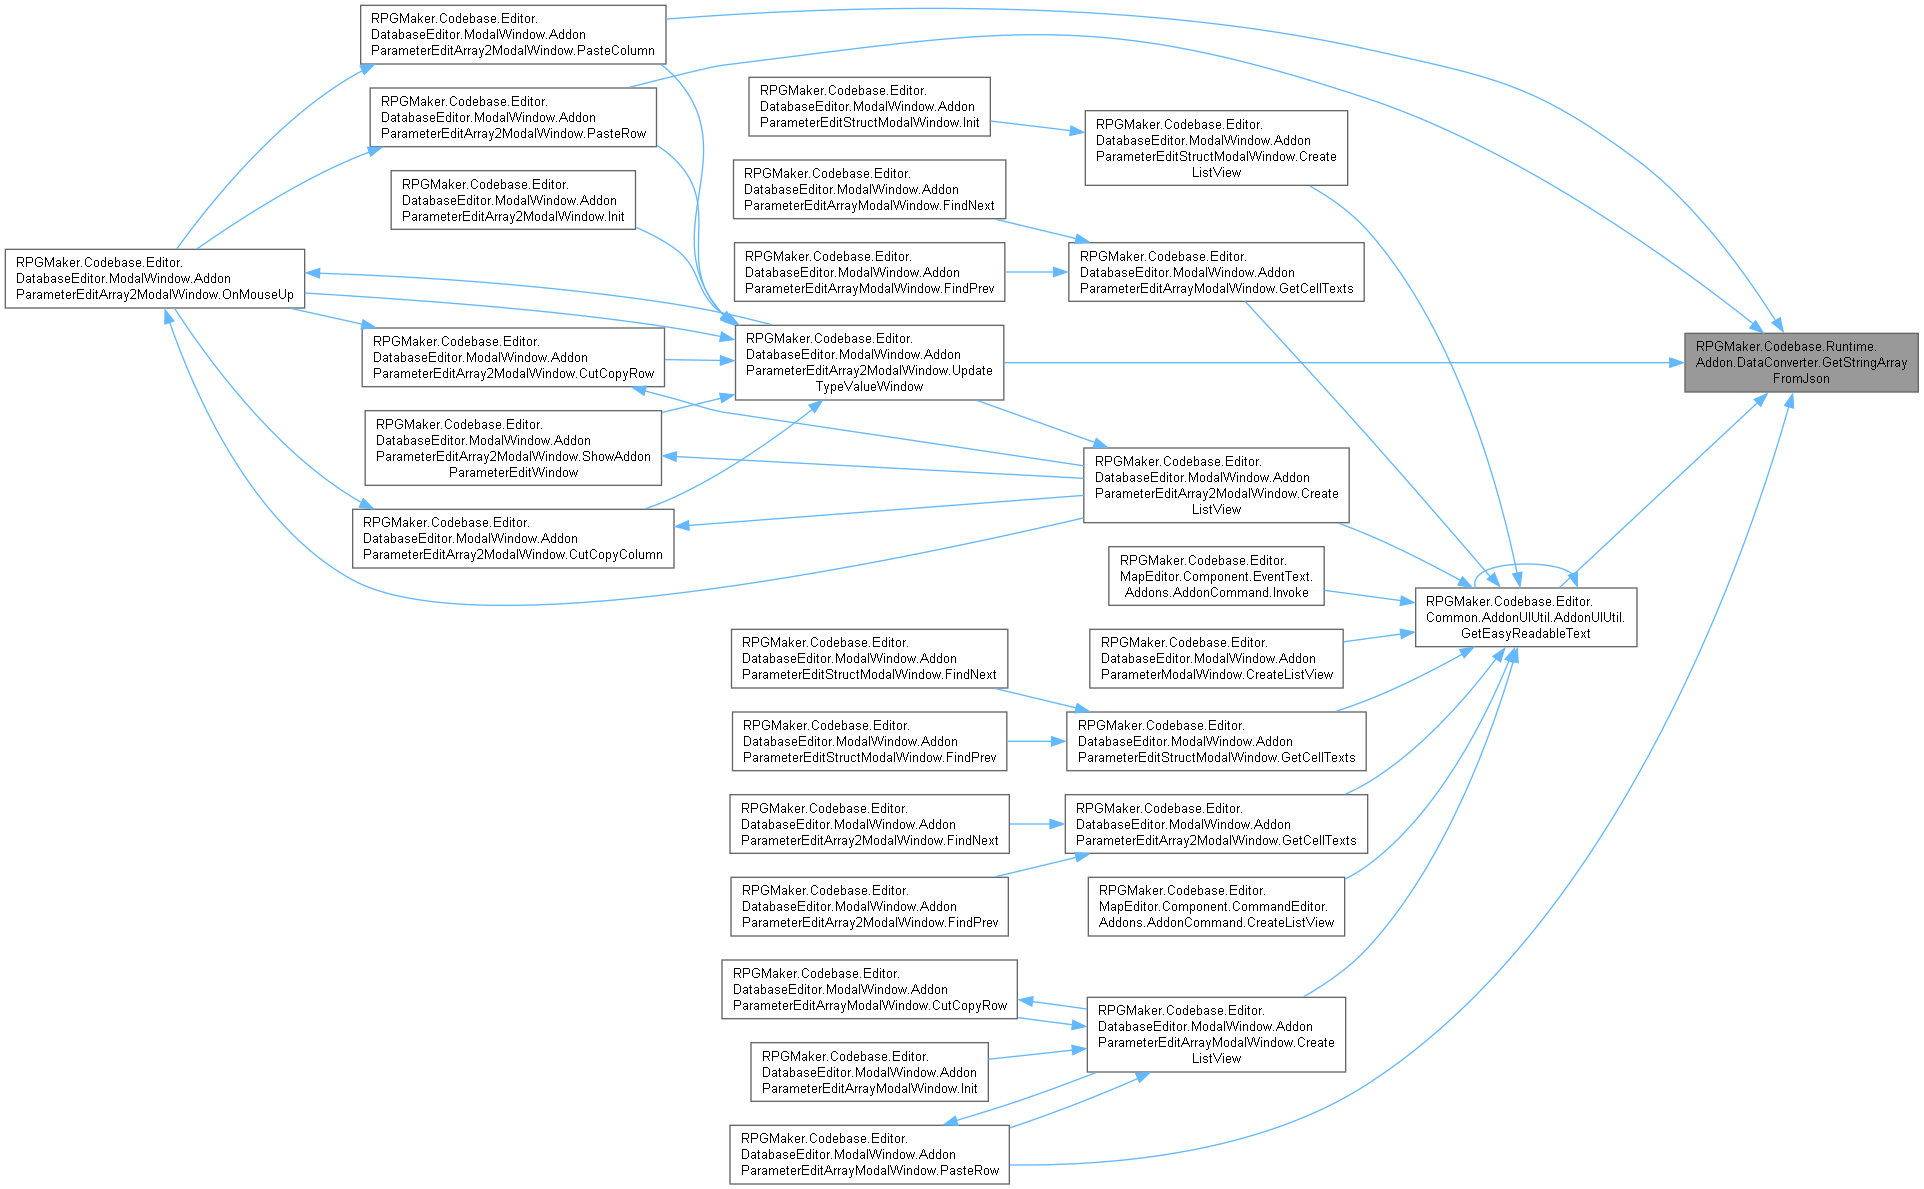 RPGMaker.Codebase.Editor.
DatabaseEditor.ModalWindow.Addon
ParameterEditArray2ModalWindow.PasteColumn
RPGMaker.Codebase.Editor.
DatabaseEditor.ModalWindow.Addon
ParameterEditArray2ModalWindow.PasteRow
RPGMaker.Codebase.Editor.
DatabaseEditor.ModalWindow.Addon
ParameterEditArray2ModalWindow.Init
RPGMaker.Codebase.Editor.
DatabaseEditor.ModalWindow.Addon
ParameterEditArray2ModalWindow.OnMouseUp
RPGMaker.Codebase.Editor.
DatabaseEditor.ModalWindow.Addon
ParameterEditArray2ModalWindow.CutCopyRow
RPGMaker.Codebase.Editor.
DatabaseEditor.ModalWindow.Addon
ParameterEditArray2ModalWindow.ShowAddon
ParameterEditWindow
RPGMaker.Codebase.Editor.
DatabaseEditor.ModalWindow.Addon
ParameterEditArray2ModalWindow.CutCopyColumn
RPGMaker.Codebase.Editor.
DatabaseEditor.ModalWindow.Addon
ParameterEditStructModalWindow.Init
RPGMaker.Codebase.Editor.
DatabaseEditor.ModalWindow.Addon
ParameterEditArrayModalWindow.FindNext
RPGMaker.Codebase.Editor.
DatabaseEditor.ModalWindow.Addon
ParameterEditArrayModalWindow.FindPrev
RPGMaker.Codebase.Editor.
DatabaseEditor.ModalWindow.Addon
ParameterEditArray2ModalWindow.Update
TypeValueWindow
RPGMaker.Codebase.Editor.
DatabaseEditor.ModalWindow.Addon
ParameterEditStructModalWindow.FindNext
RPGMaker.Codebase.Editor.
DatabaseEditor.ModalWindow.Addon
ParameterEditStructModalWindow.FindPrev
RPGMaker.Codebase.Editor.
DatabaseEditor.ModalWindow.Addon
ParameterEditArray2ModalWindow.FindNext
RPGMaker.Codebase.Editor.
DatabaseEditor.ModalWindow.Addon
ParameterEditArray2ModalWindow.FindPrev
RPGMaker.Codebase.Editor.
DatabaseEditor.ModalWindow.Addon
ParameterEditArrayModalWindow.CutCopyRow
RPGMaker.Codebase.Editor.
DatabaseEditor.ModalWindow.Addon
ParameterEditArrayModalWindow.Init
RPGMaker.Codebase.Editor.
DatabaseEditor.ModalWindow.Addon
ParameterEditArrayModalWindow.PasteRow
RPGMaker.Codebase.Editor.
DatabaseEditor.ModalWindow.Addon
ParameterEditStructModalWindow.Create
ListView
RPGMaker.Codebase.Editor.
DatabaseEditor.ModalWindow.Addon
ParameterEditArrayModalWindow.GetCellTexts
RPGMaker.Codebase.Editor.
DatabaseEditor.ModalWindow.Addon
ParameterEditArray2ModalWindow.Create
ListView
RPGMaker.Codebase.Editor.
MapEditor.Component.EventText.
Addons.AddonCommand.Invoke
RPGMaker.Codebase.Editor.
DatabaseEditor.ModalWindow.Addon
ParameterModalWindow.CreateListView
RPGMaker.Codebase.Editor.
DatabaseEditor.ModalWindow.Addon
ParameterEditStructModalWindow.GetCellTexts
RPGMaker.Codebase.Editor.
DatabaseEditor.ModalWindow.Addon
ParameterEditArray2ModalWindow.GetCellTexts
RPGMaker.Codebase.Editor.
MapEditor.Component.CommandEditor.
Addons.AddonCommand.CreateListView
RPGMaker.Codebase.Editor.
DatabaseEditor.ModalWindow.Addon
ParameterEditArrayModalWindow.Create
ListView
RPGMaker.Codebase.Editor.
Common.AddonUIUtil.AddonUIUtil.
GetEasyReadableText
RPGMaker.Codebase.Runtime.
Addon.DataConverter.GetStringArray
FromJson